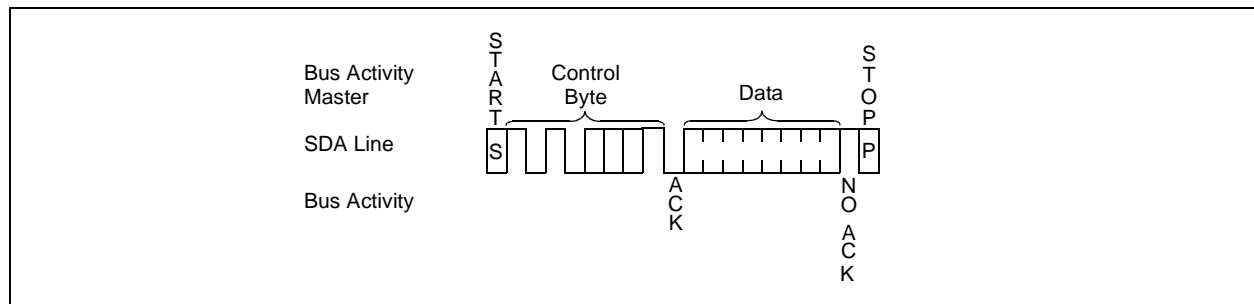 START
STOP
Bus Activity
Master
Control
Byte
Data
SDA Line
S
P
Bus Activity
ACK
NO ACK